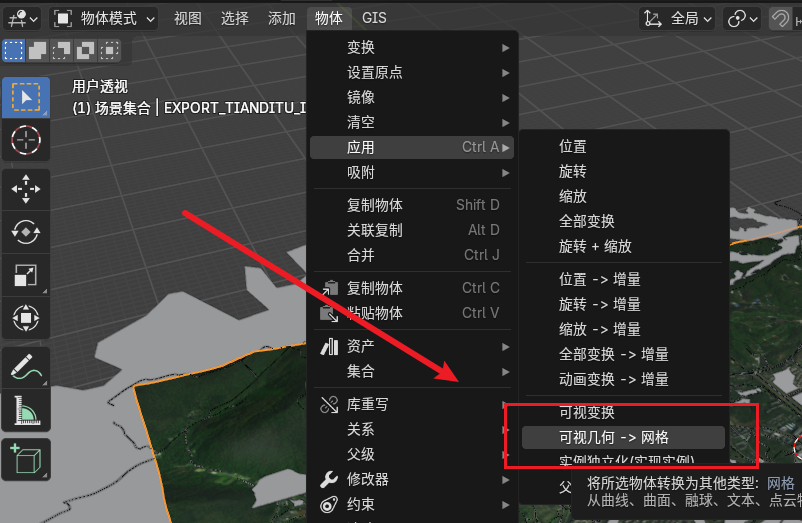 物体模式 视图 选择 添加 物体 GIS 全局
用户透视
(1) 场景集合 | EXPORT_TIANDITU_I
变换
设置原点
镜像
清空
应用 Ctrl A
吸附
复制物体 Shift D
关联复制 Alt D
合并 Ctrl J
复制物体 Ctrl C
粘贴物体 Ctrl V
资产
集合
库重写
关系
父级
修改器
约束
位置
旋转
缩放
全部变换
旋转 + 缩放
位置 -> 增量
旋转 -> 增量
缩放 -> 增量
全部变换 -> 增量
动画变换 -> 增量
可视变换
可视几何 -> 网格
实例独立化(实现实例)
父
将所选物体转换为其他类型: 网格
从曲线、曲面、融球、文本、点云物